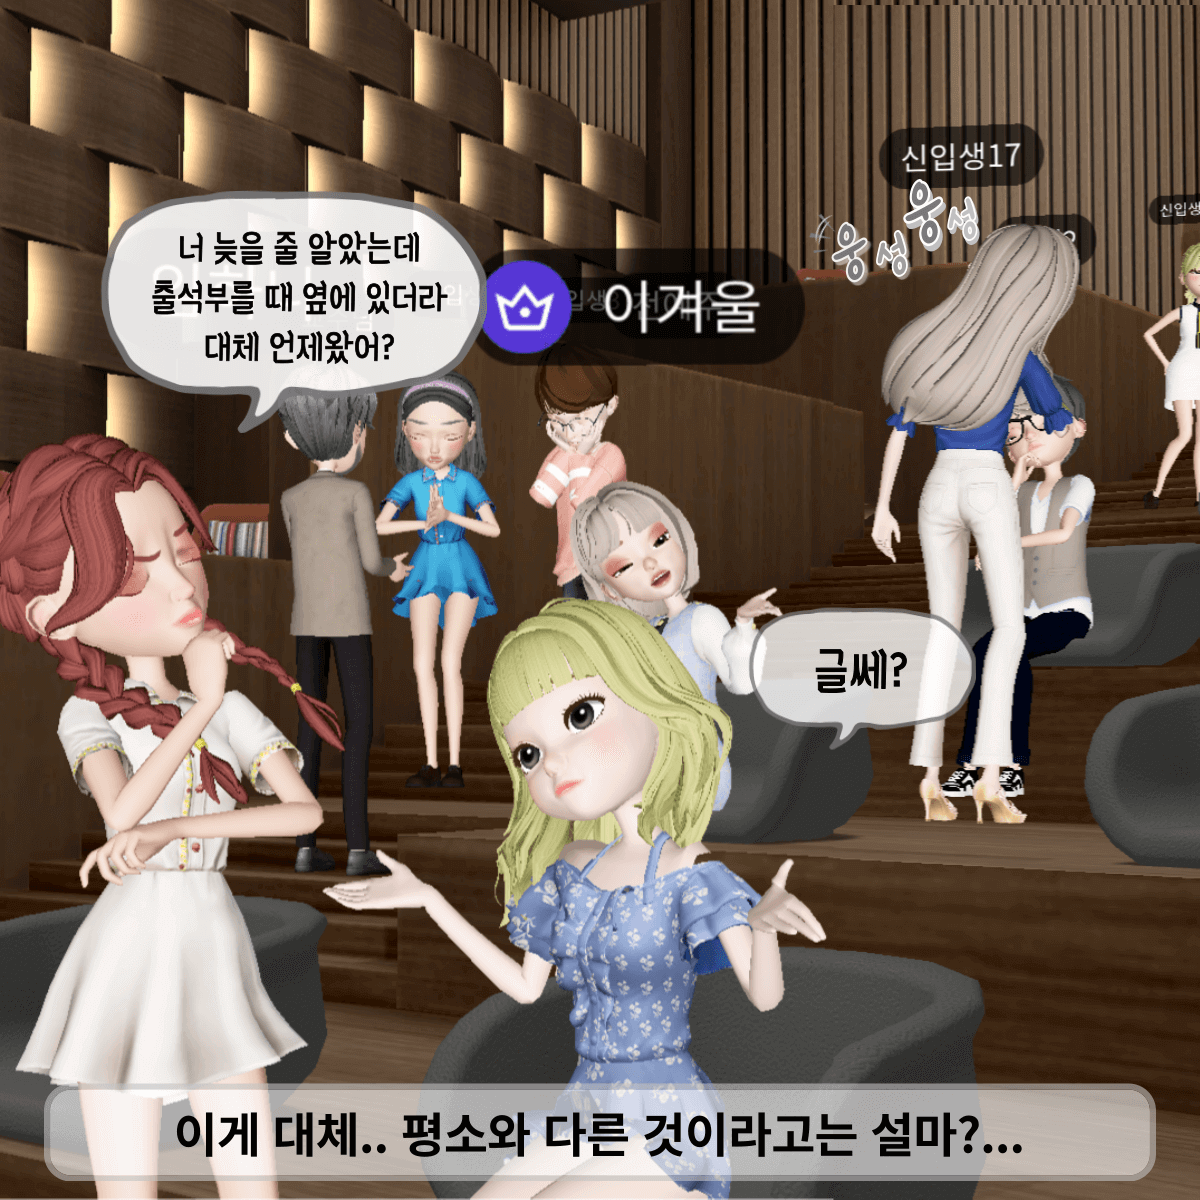 신입생17
신입생
웅성웅성
너 늦을 줄 알았는데
출석부를 때 옆에 있더라
대체 언제왔어?
이겨울
글쎄?
이게 대체.. 평소와 다른 것이라고는 설마?...